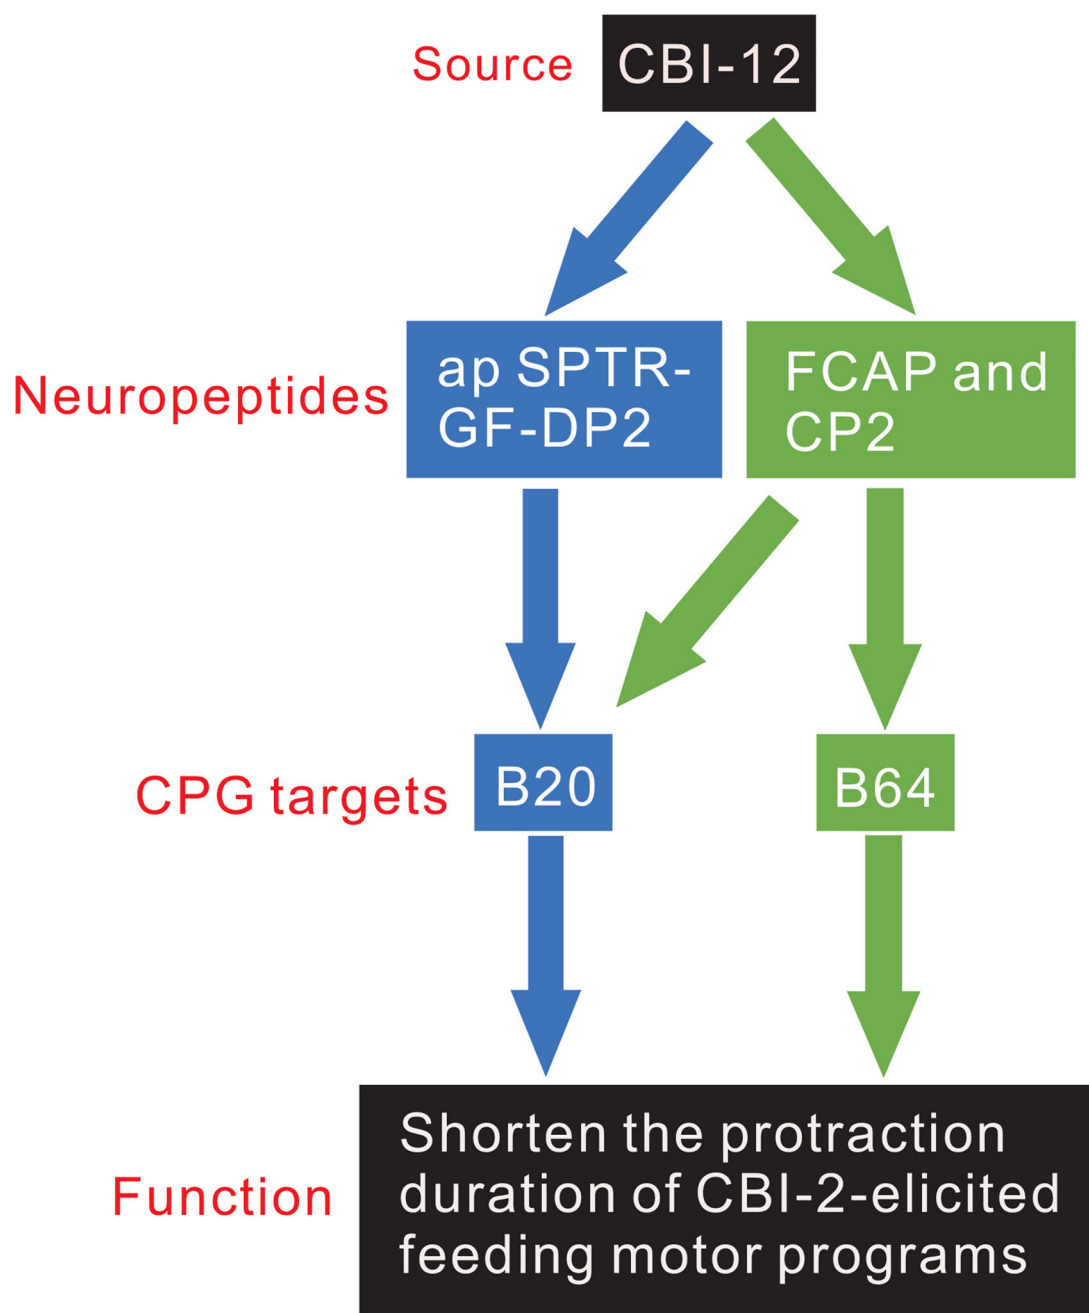 Source
CBI-12
Neuropeptides
ap SPTR-
GF-DP2
FCAP and
CP2
CPG targets
B20
B64
Function
Shorten the protraction
duration of CBI-2-elicited
feeding motor programs